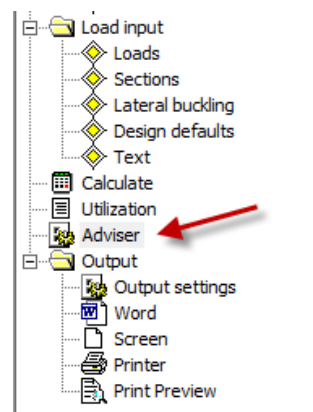 Load input
Loads
Sections
Lateral buckling
Design defaults
Text
Calculate
Utilization
Adviser
Output
Output settings
Word
Screen
Printer
Print Preview